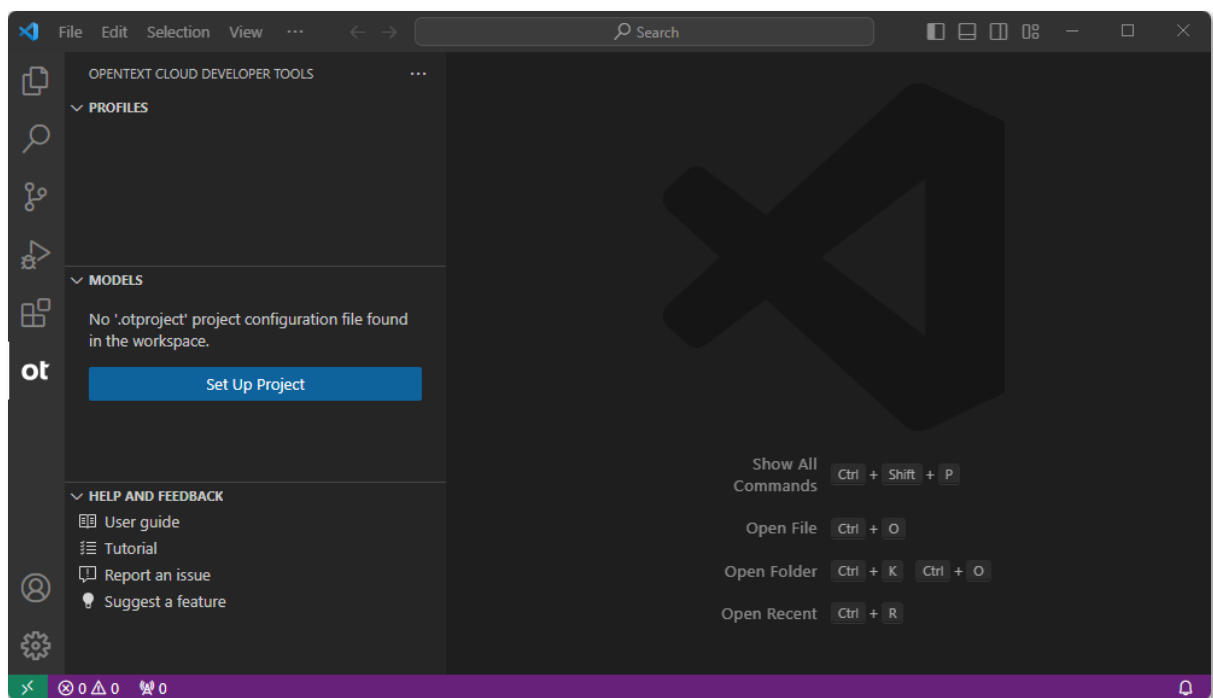 File Edit Selection View ··· Search
OPENTEXT CLOUD DEVELOPER TOOLS ···
PROFILES
MODELS
No '.otproject' project configuration file found
in the workspace.
ot
Set Up Project
Show All
Commands Ctrl + Shift + P
Open File Ctrl + O
Open Folder Ctrl + K Ctrl + O
Open Recent Ctrl + R
HELP AND FEEDBACK
User guide
Tutorial
Report an issue
Suggest a feature
0 0 0